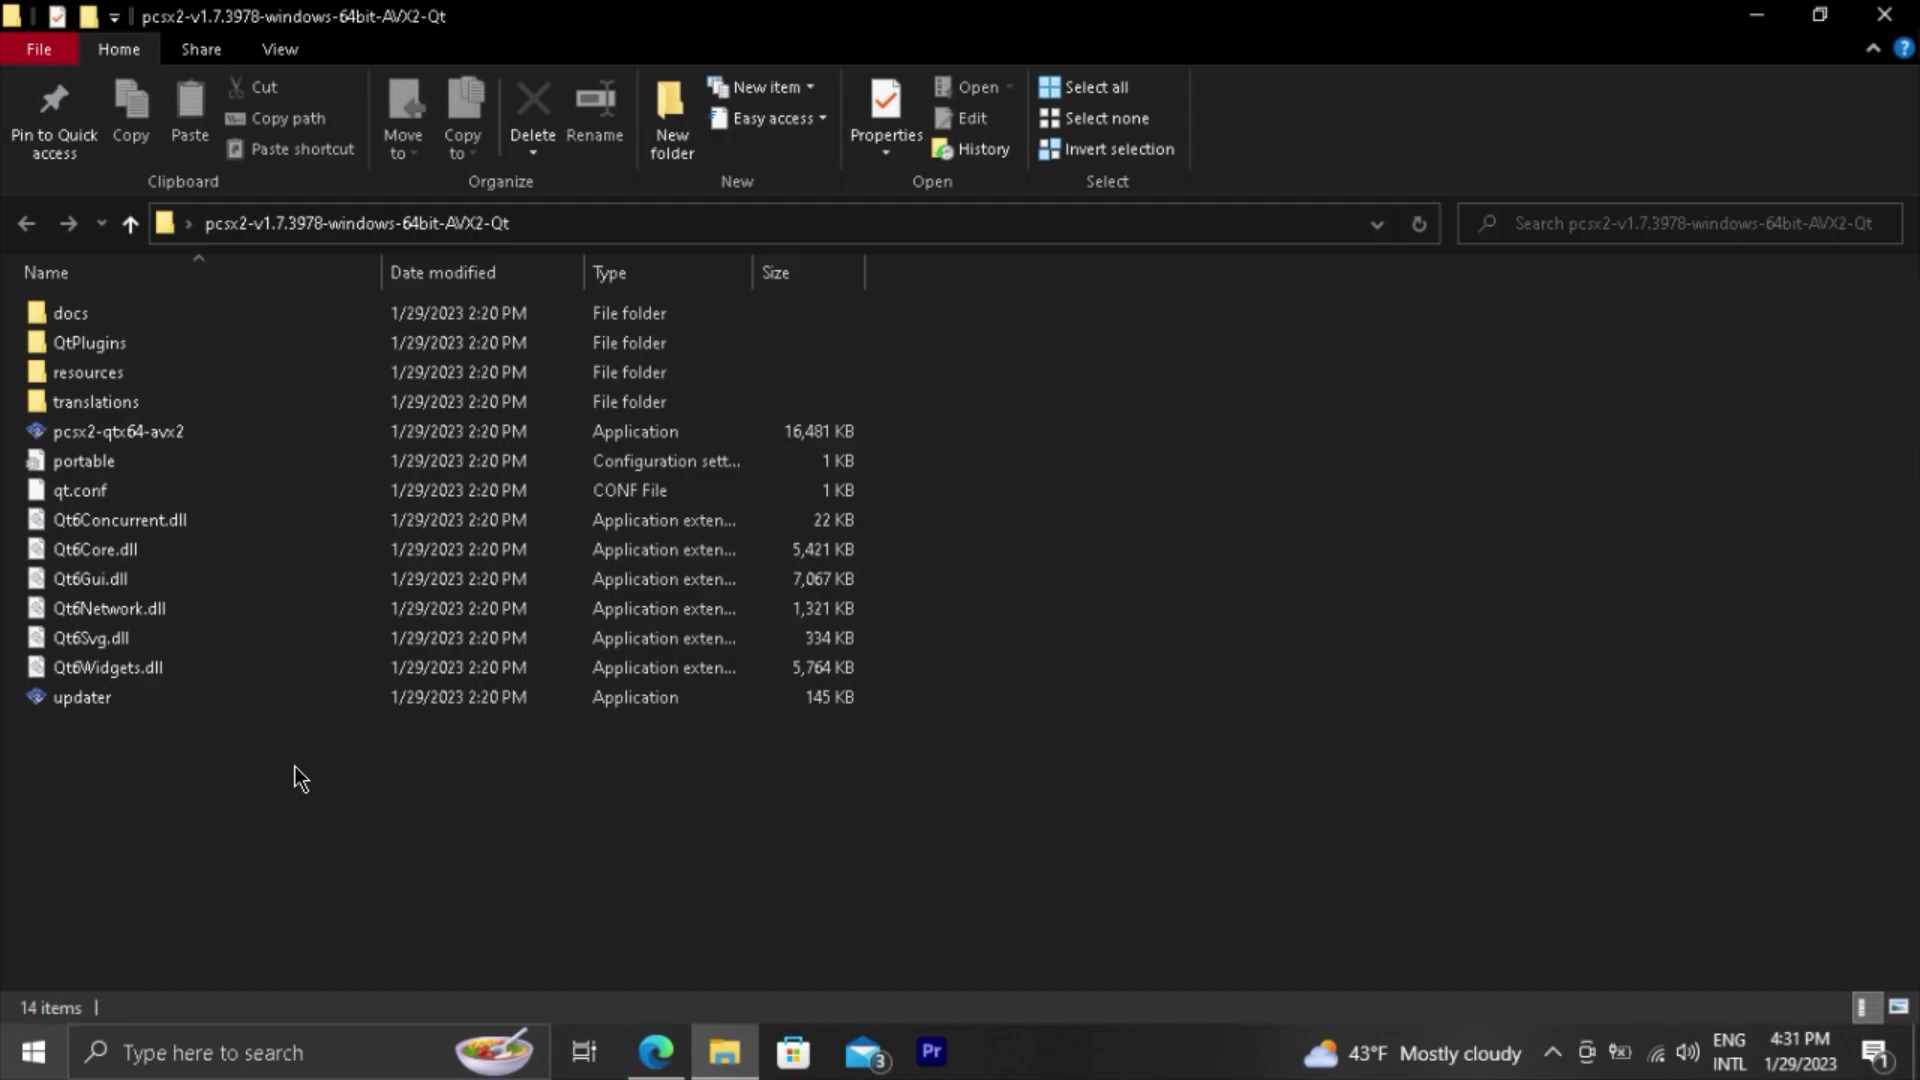 pcsx2-v1.7.3978-windows-64bit-AVX2-Qt
File Home Share View
Pin to Quick access
Copy
Paste
Cut
Copy path
Paste shortcut
Clipboard
Move to
Copy to
Delete
Rename
Organize
New folder
New item
Easy access
New
Properties
Open
Edit
History
Open
Select all
Select none
Invert selection
Select
pcsx2-v1.7.3978-windows-64bit-AVX2-Qt
Search pcsx2-v1.7.3978-windows-64bit-AVX2-Qt
Name Date modified Type Size
docs 1/29/2023 2:20 PM File folder
QtPlugins 1/29/2023 2:20 PM File folder
resources 1/29/2023 2:20 PM File folder
translations 1/29/2023 2:20 PM File folder
pcsx2-qtx64-avx2 1/29/2023 2:20 PM Application 16,481 KB
portable 1/29/2023 2:20 PM Configuration sett... 1 KB
qt.conf 1/29/2023 2:20 PM CONF File 1 KB
Qt6Concurrent.dll 1/29/2023 2:20 PM Application exten... 22 KB
Qt6Core.dll 1/29/2023 2:20 PM Application exten... 5,421 KB
Qt6Gui.dll 1/29/2023 2:20 PM Application exten... 7,067 KB
Qt6Network.dll 1/29/2023 2:20 PM Application exten... 1,321 KB
Qt6Svg.dll 1/29/2023 2:20 PM Application exten... 334 KB
Qt6Widgets.dll 1/29/2023 2:20 PM Application exten... 5,764 KB
updater 1/29/2023 2:20 PM Application 145 KB
14 items
Type here to search
3
Pr
43°F Mostly cloudy
ENG
INTL
4:31 PM
1/29/2023
1